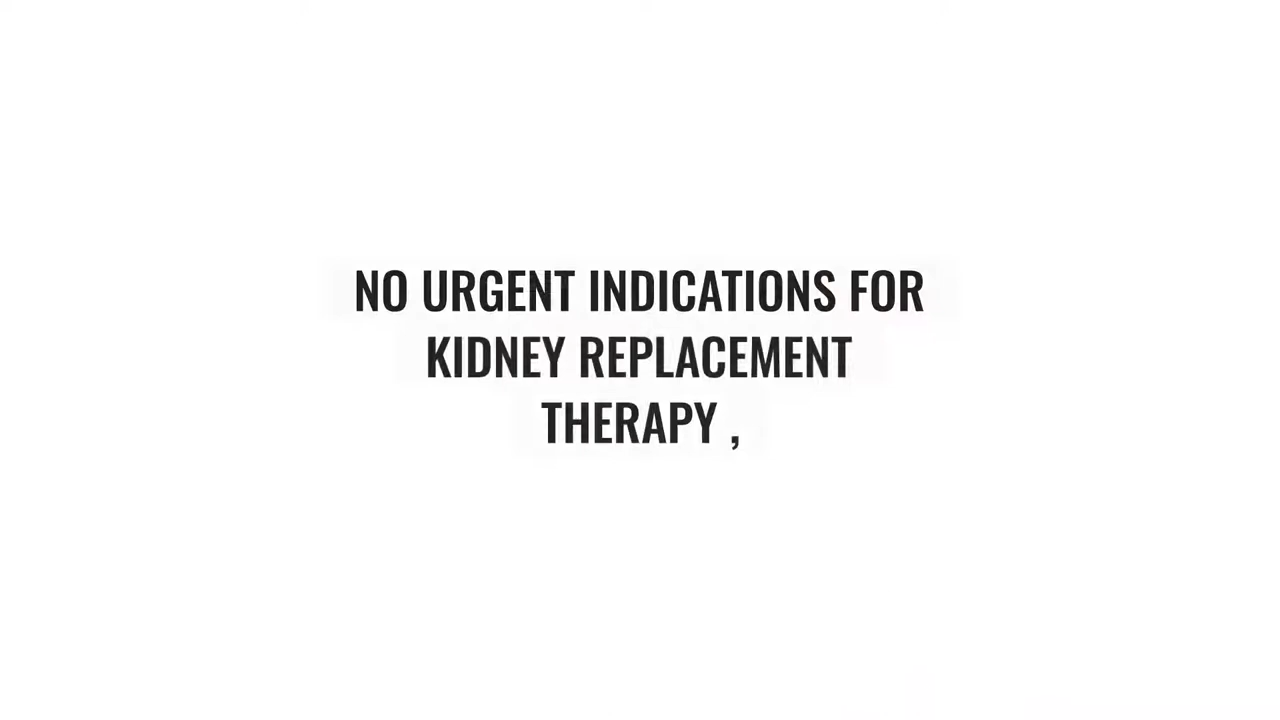 NO URGENT INDICATIONS FOR
KIDNEY REPLACEMENT
THERAPY ,